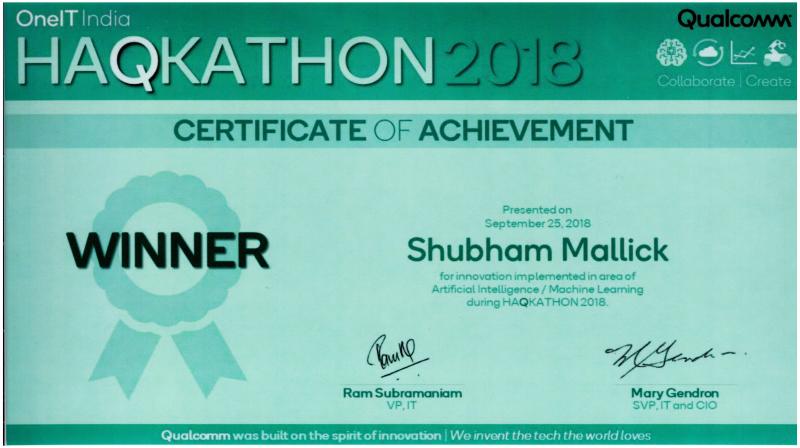 OneIT India
Qualcomm
HAQKATHON 2018
Collaborate | Create
CERTIFICATE OF ACHIEVEMENT
WINNER
Presented on
September 25, 2018
Shubham Mallick
for innovation implemented in area of
Artificial Intelligence / Machine Learning
during HAQKATHON 2018.
Ram Subramaniam
VP, IT
Mary Gendron
SVP, IT and CIO
Qualcomm was built on the spirit of innovation | We invent the tech the world loves